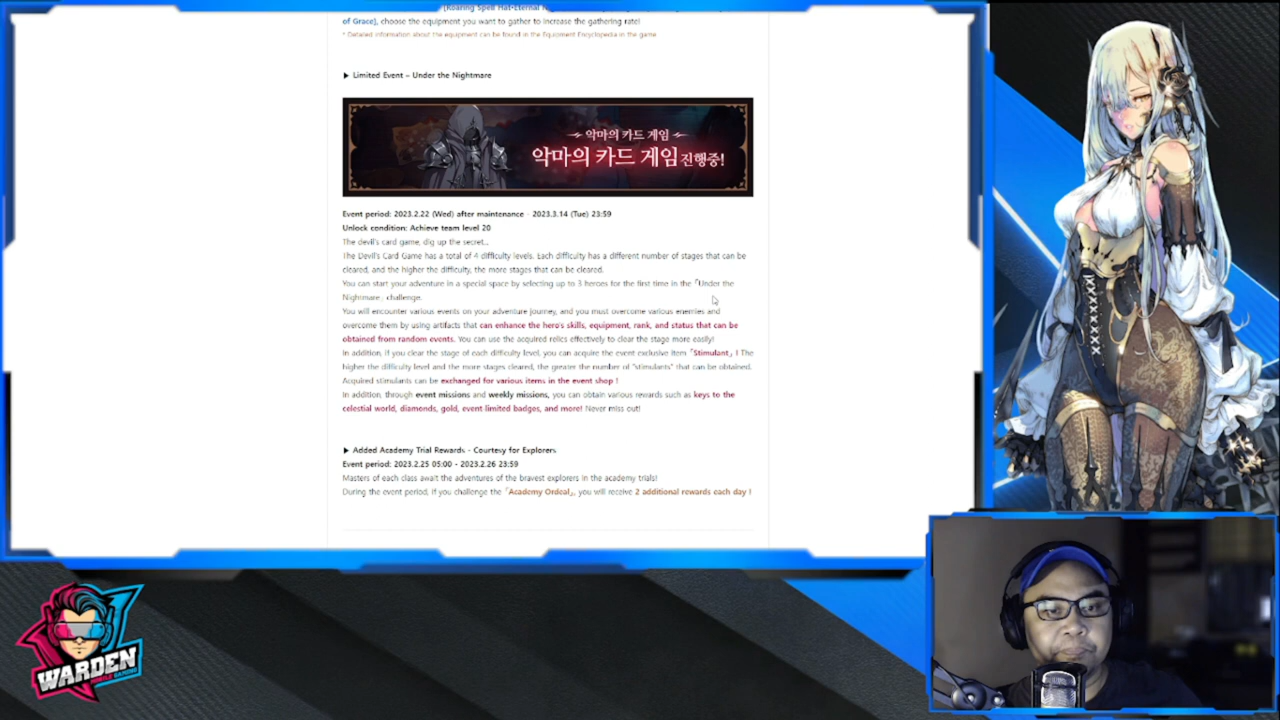 [Roaring Spell Hat-Eternal
of Grace], choose the equipment you want to gather to increase the gathering rate!
* Detailed information about the equipment can be found in the Equipment Encyclopedia in the game.
▶ Limited Event - Under the Nightmare
악마의 카드 게임
악마의 카드 게임 진행중!
Event period: 2023.2.22 (Wed) after maintenance - 2023.3.14 (Tue) 23:59
Unlock condition: Achieve team level 20
The devil's card game, dig up the secret...
The Devil's Card Game has a total of 4 difficulty levels. Each difficulty has a different number of stages that can be
cleared, and the higher the difficulty, the more stages that can be cleared.
You can start your adventure in a special space by selecting up to 3 heroes for the first time in the 「Under the
Nightmare」 challenge.
You will encounter various events on your adventure journey, and you must overcome various enemies and
overcome them by using artifacts that can enhance the hero's skills, equipment, rank, and status that can be
obtained from random events. You can use the acquired relics effectively to clear the stage more easily!
In addition, if you clear the stage of each difficulty level, you can acquire the event exclusive item 「Stimulant」 ! The
higher the difficulty level and the more stages cleared, the greater the number of "stimulants" that can be obtained.
Acquired stimulants can be exchanged for various items in the event shop !
In addition, through event missions and weekly missions, you can obtain various rewards such as keys to the
celestial world, diamonds, gold, event limited badges, and more! Never miss out!
▶ Added Academy Trial Rewards - Courtesy for Explorers
Event period: 2023.2.25 05:00 - 2023.2.26 23:59
Masters of each class await the adventures of the bravest explorers in the academy trials!
During the event period, if you challenge the 「Academy Ordeal」, you will receive 2 additional rewards each day !
WARDEN
MOBILE GAMING